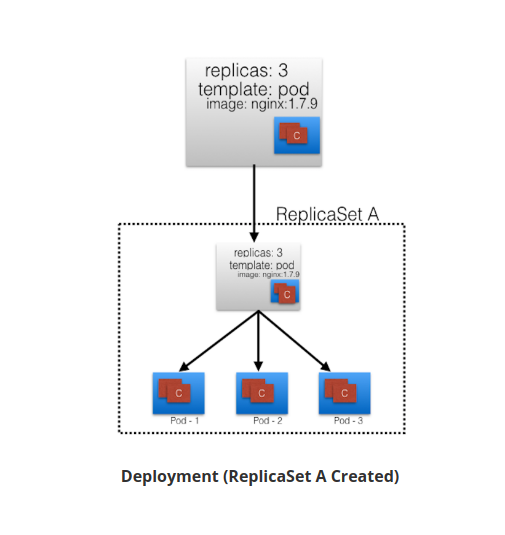 replicas: 3
template: pod
image: nginx:1.7.9
C
ReplicaSet A
replicas: 3
template: pod
image: nginx:1.7.9
C
C
C
C
Pod - 1
Pod - 2
Pod - 3
Deployment (ReplicaSet A Created)